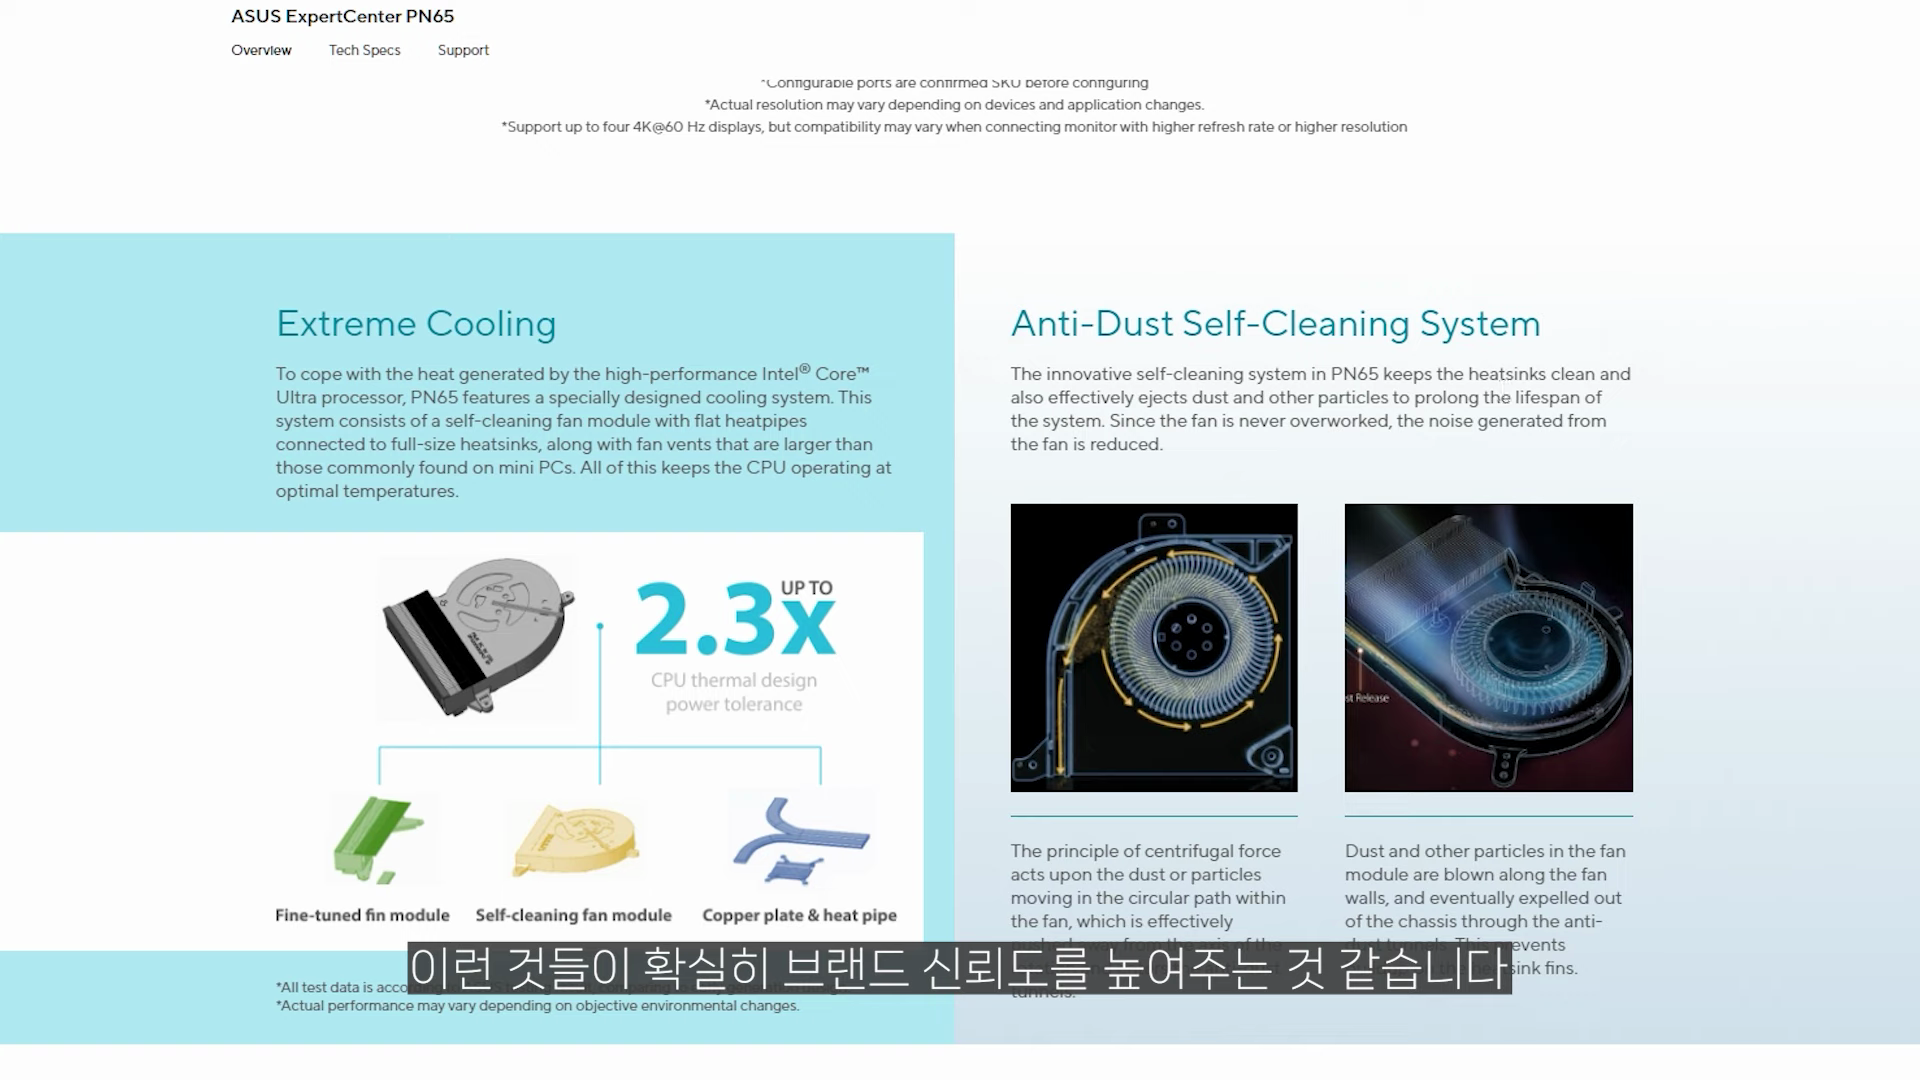 ASUS ExpertCenter PN65
Overview Tech Specs Support
*Configurable ports are confirmed SKU before configuring
*Actual resolution may vary depending on devices and application changes.
*Support up to four 4K@60 Hz displays, but compatibility may vary when connecting monitor with higher refresh rate or higher resolution
Extreme Cooling
To cope with the heat generated by the high-performance Intel® Core™
Ultra processor, PN65 features a specially designed cooling system. This
system consists of a self-cleaning fan module with flat heatpipes
connected to full-size heatsinks, along with fan vents that are larger than
those commonly found on mini PCs. All of this keeps the CPU operating at
optimal temperatures.
UP TO
2.3x
CPU thermal design
power tolerance
Fine-tuned fin module
Self-cleaning fan module
Copper plate & heat pipe
*All test data is
*Actual performance may vary depending on objective environmental changes.
Anti-Dust Self-Cleaning System
The innovative self-cleaning system in PN65 keeps the heatsinks clean and
also effectively ejects dust and other particles to prolong the lifespan of
the system. Since the fan is never overworked, the noise generated from
the fan is reduced.
st Release
The principle of centrifugal force
acts upon the dust or particles
moving in the circular path within
the fan, which is effectively
pushed away from the axis of the
tunnels.
Dust and other particles in the fan
module are blown along the fan
walls, and eventually expelled out
of the chassis through the anti-
dust tunnels. This prevents
fins.
이런 것들이 확실히 브랜드 신뢰도를 높여주는 것 같습니다